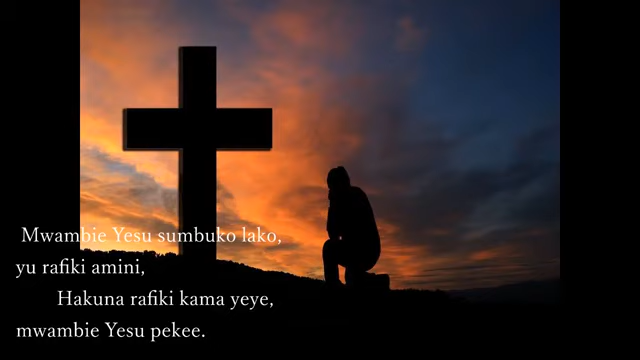 Mwambie Yesu sumbuko lako,
yu rafiki amini,
Hakuna rafiki kama yeye,
mwambie Yesu pekee.